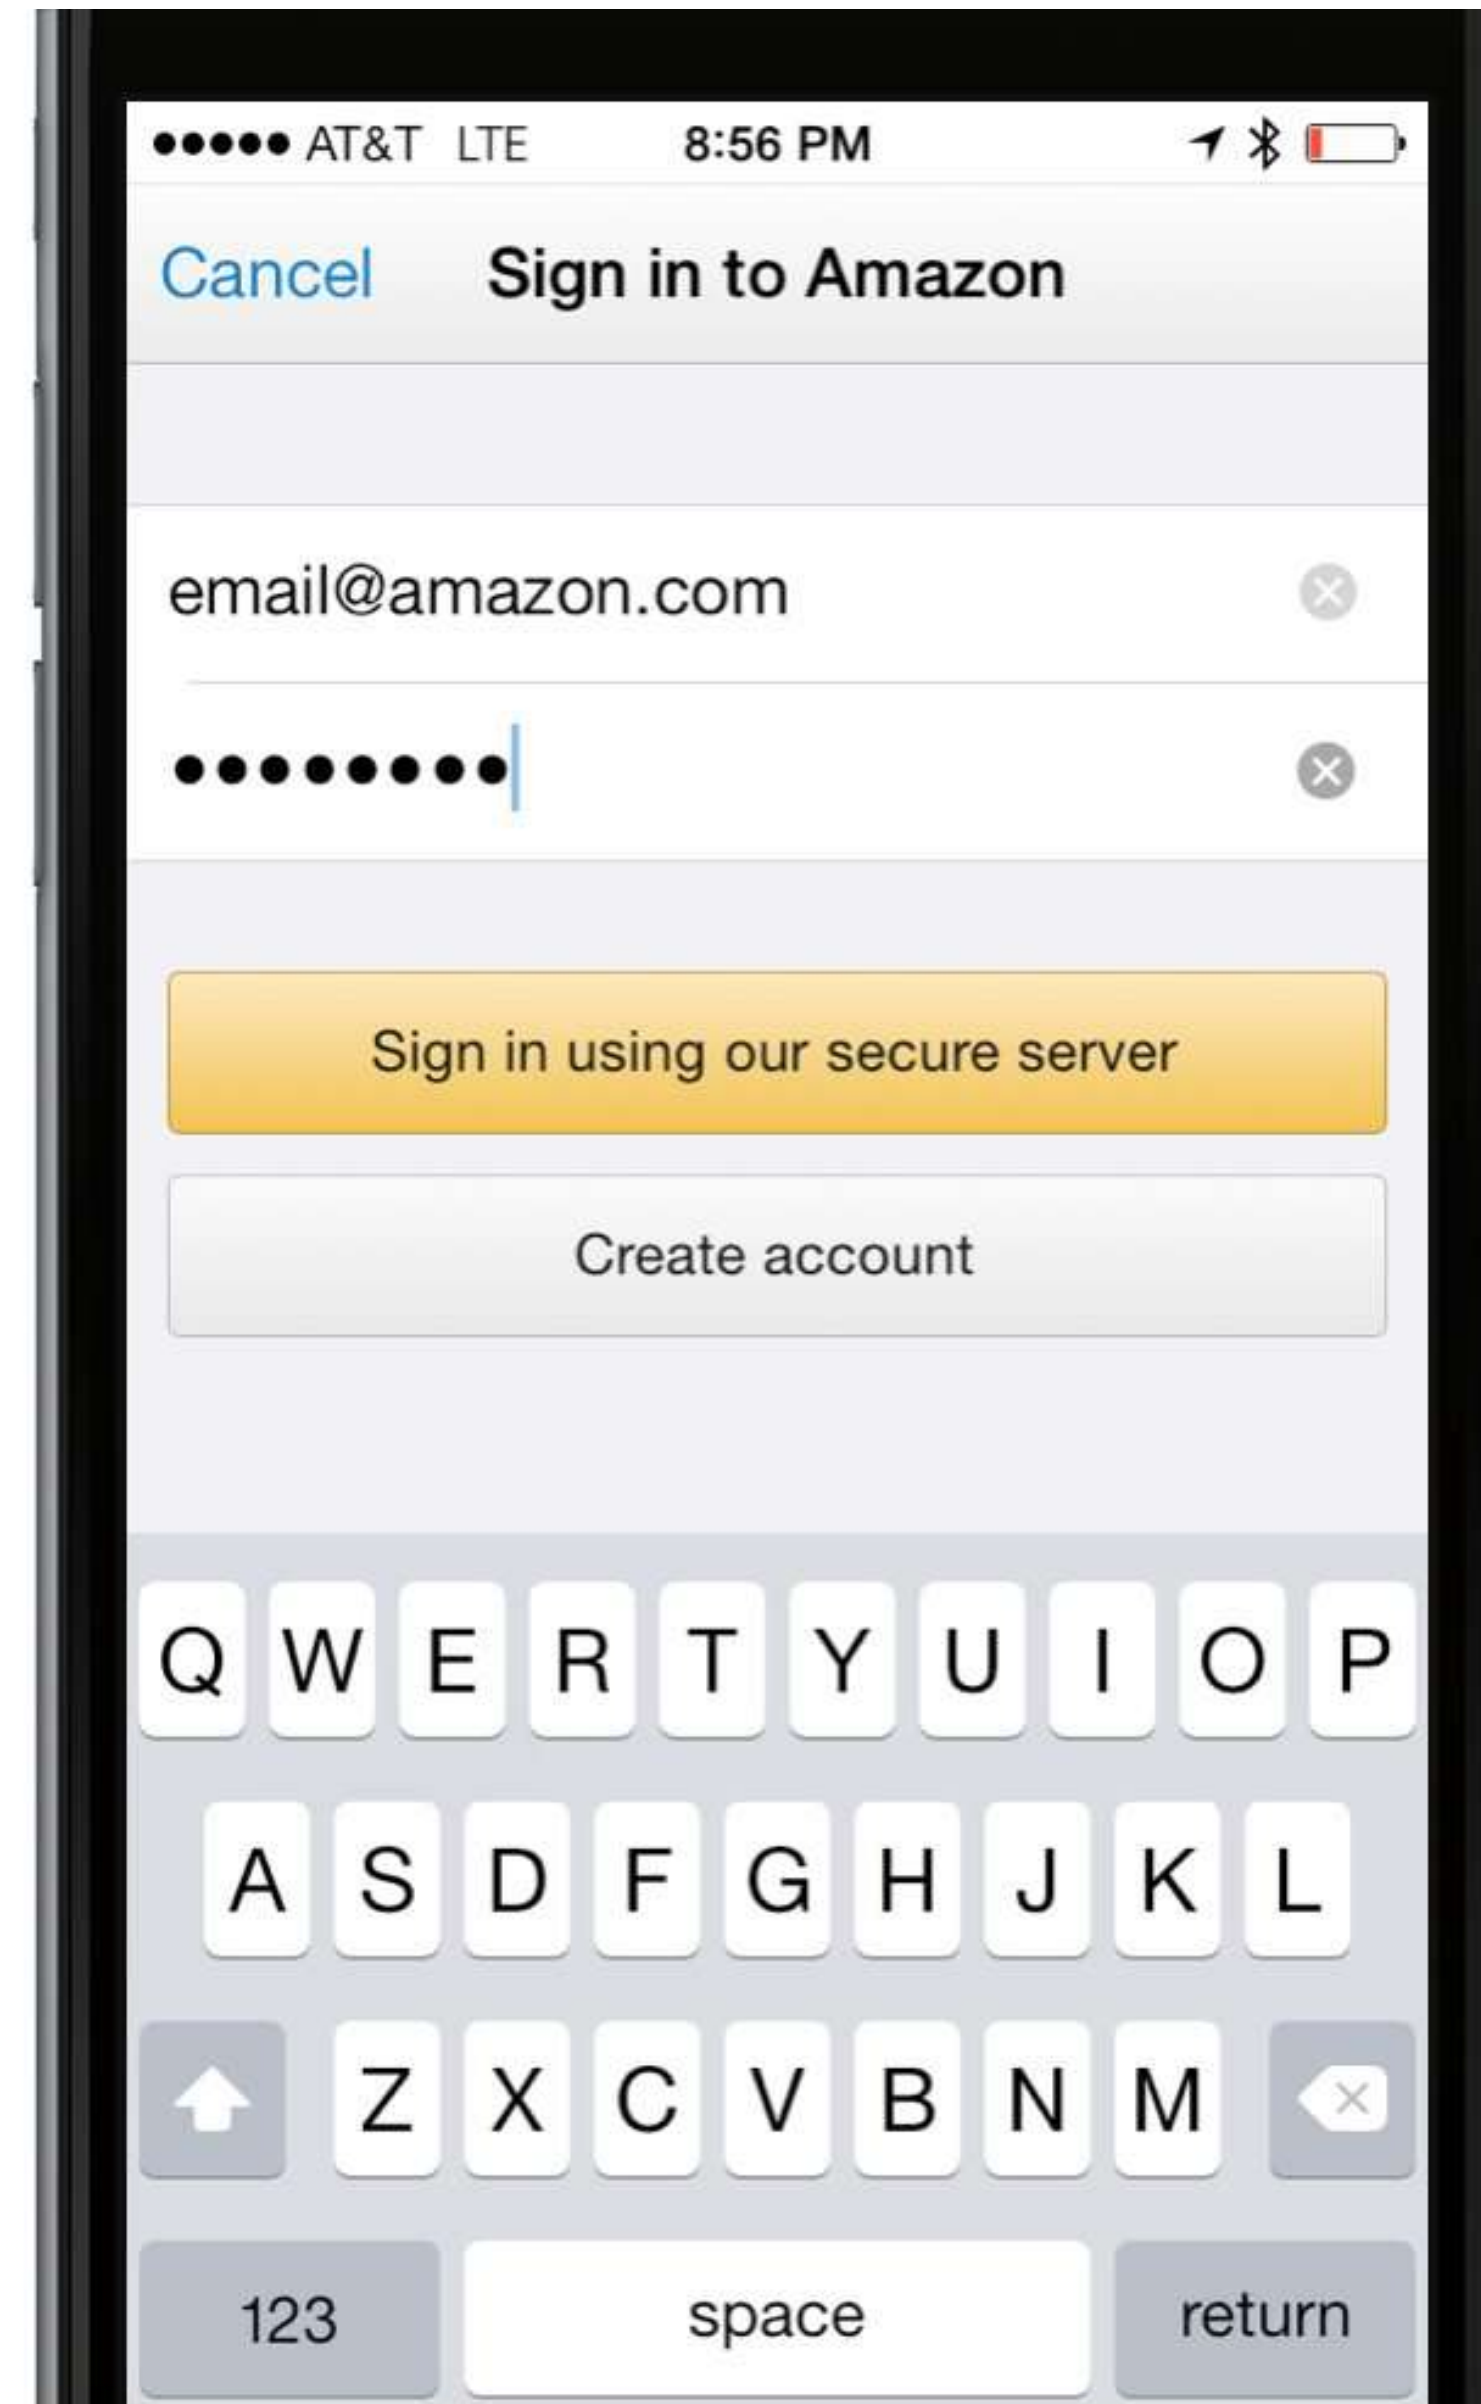 AT&T LTE 8:56 PM
Cancel Sign in to Amazon
email@amazon.com
••••••••
Sign in using our secure server
Create account
Q W E R T Y U I O P
A S D F G H J K L
Z X C V B N M
123 space return